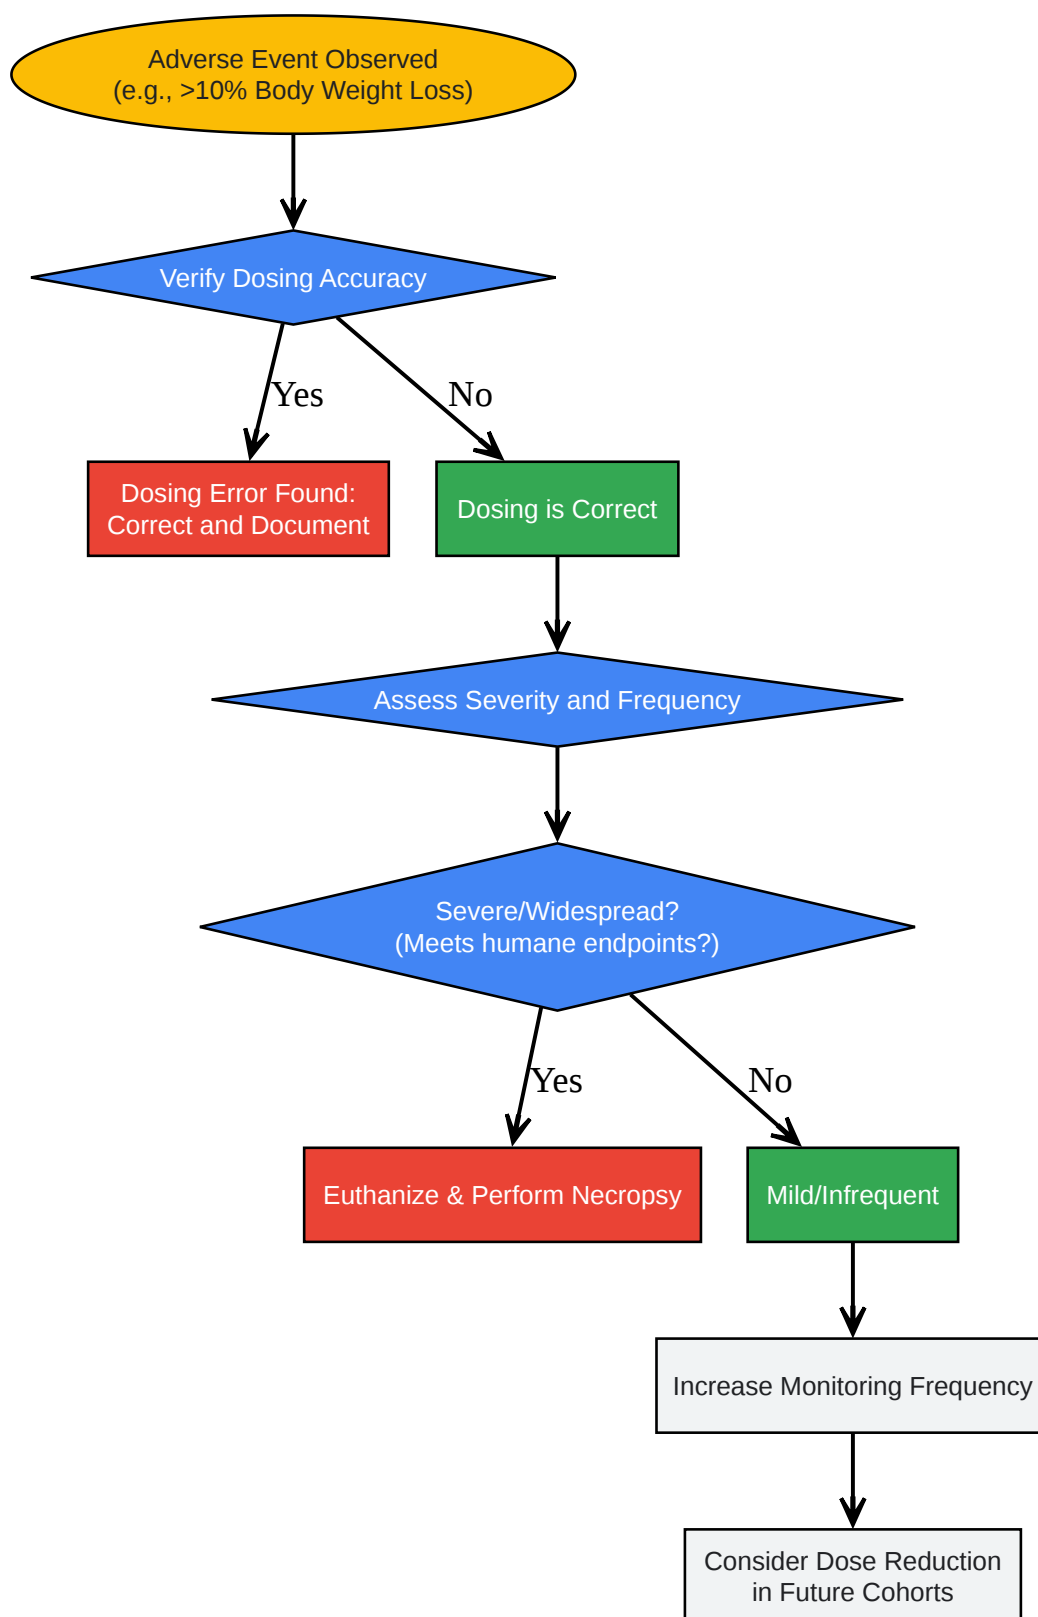 Adverse Event Observed
(e.g., >10% Body Weight Loss)
Verify Dosing Accuracy
Yes
No
Dosing Error Found:
Correct and Document
Dosing is Correct
Assess Severity and Frequency
Severe/Widespread?
(Meets humane endpoints?)
Yes
No
Euthanize & Perform Necropsy
Mild/Infrequent
Increase Monitoring Frequency
Consider Dose Reduction
in Future Cohorts